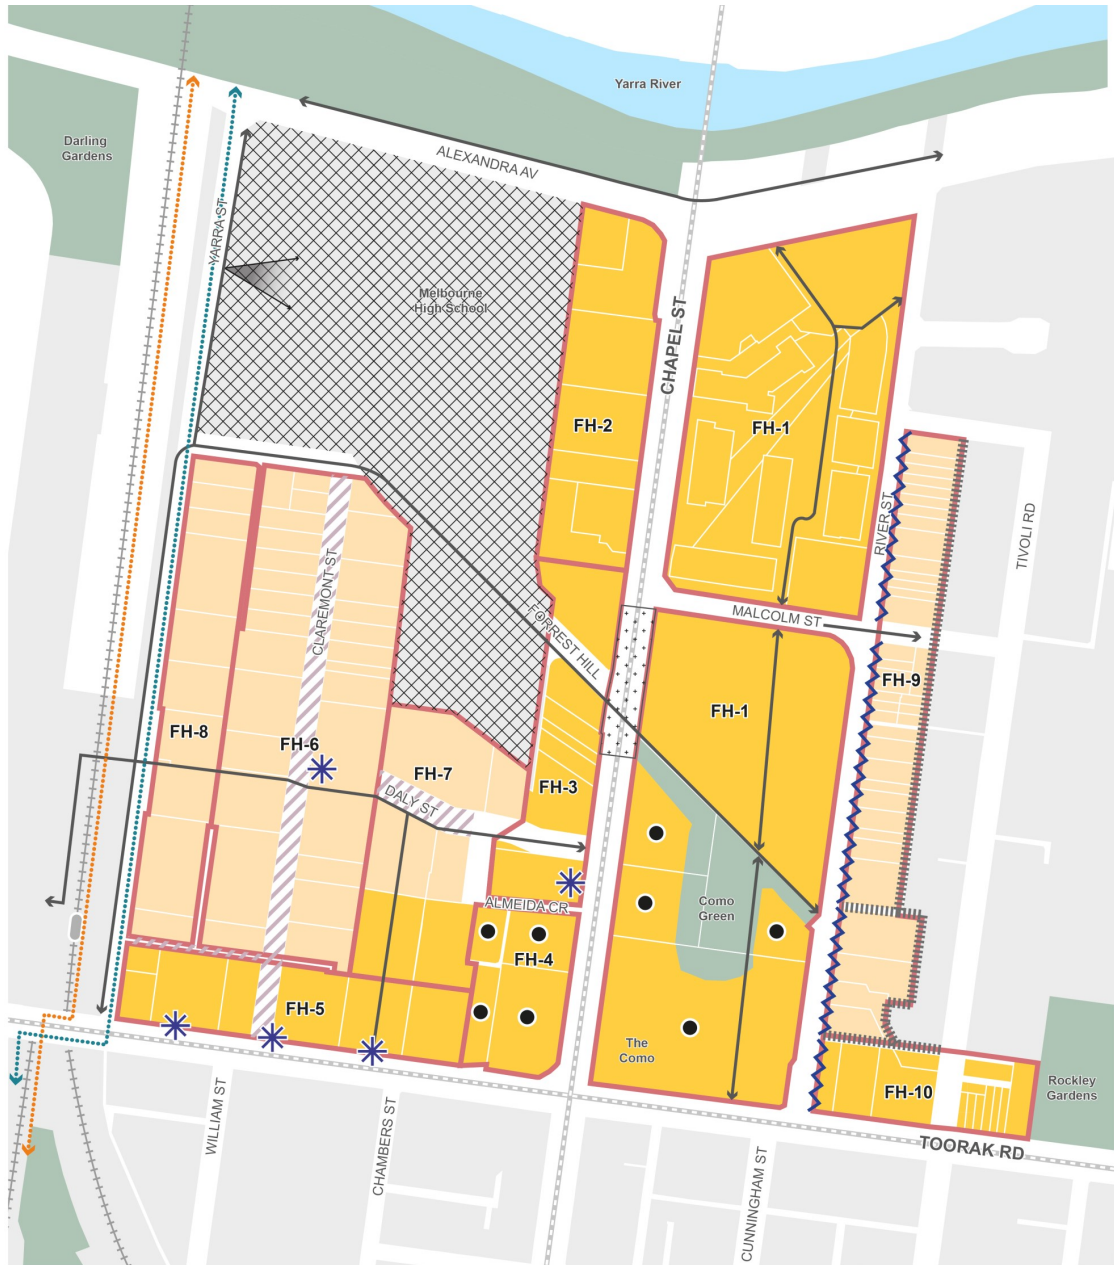 Yarra River
Darling
Gardens
ALEXANDRA AV
YARRA ST
Melbourne
High School
CHAPEL ST
FH-2
FH-1
RIVER ST
TIVOLI RD
CLAREMONT ST
FORREST HILL
MALCOLM ST
FH-9
FH-1
FH-8
FH-6
FH-7
FH-3
DALY ST
Como
Green
ALMEIDA CR
FH-4
FH-5
The
Como
FH-10
Rockley
Gardens
WILLIAM ST
CHAMBERS ST
CUNNINGHAM ST
TOORAK RD